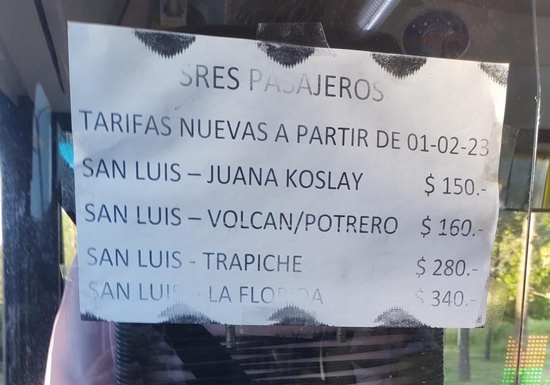 SRES PASAJEROS
TARIFAS NUEVAS A PARTIR DE 01-02-23
SAN LUIS – JUANA KOSLAY $ 150.-
SAN LUIS – VOLCAN/POTRERO $ 160.-
SAN LUIS - TRAPICHE $ 280.-
SAN LUIS - LA FLORIDA $ 340.-